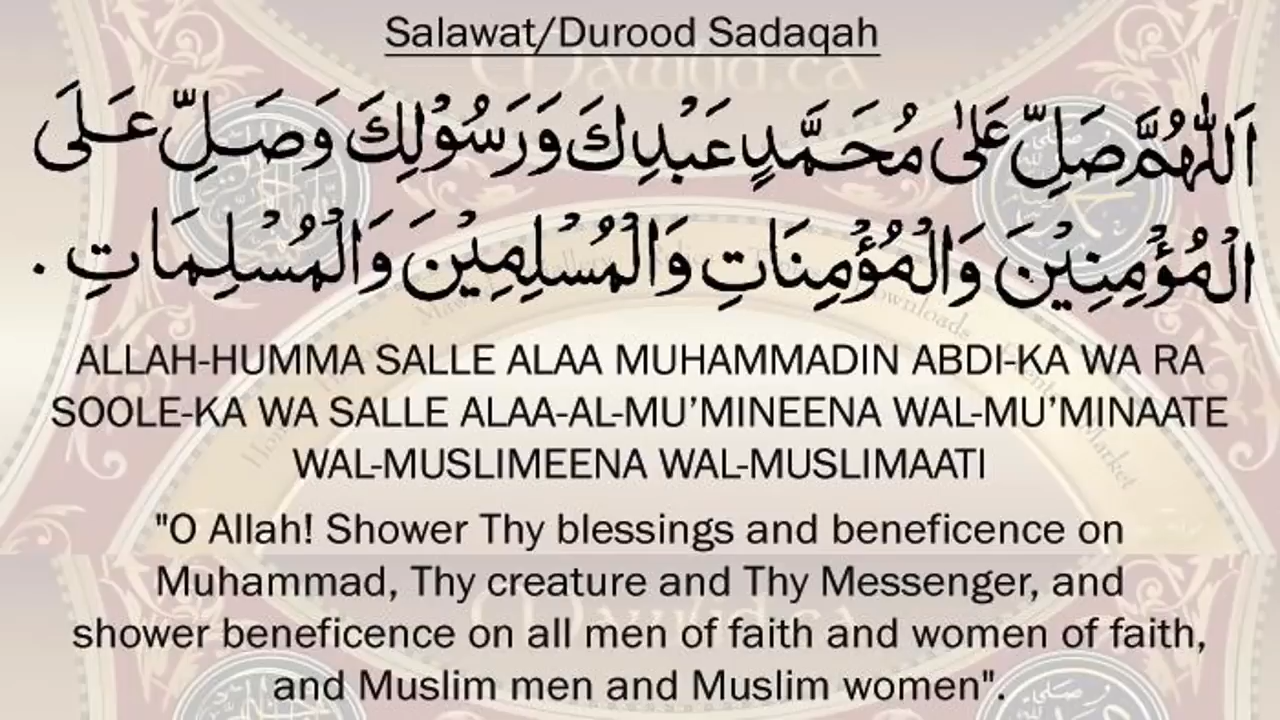 Salawat/Durood Sadaqah
اَللّٰهُمَّ صَلِّ عَلٰى مُحَمَّدٍ عَبْدِكَ وَرَسُوْلِكَ وَصَلِّ عَلَى
الْمُؤْمِنِيْنَ وَالْمُؤْمِنَاتِ وَالْمُسْلِمِيْنَ وَالْمُسْلِمَاتِ .
ALLAH-HUMMA SALLE ALAA MUHAMMADIN ABDI-KA WA RA
SOOLE-KA WA SALLE ALAA-AL-MU’MINEENA WAL-MU’MINAATE
WAL-MUSLIMEENA WAL-MUSLIMAATI
"O Allah! Shower Thy blessings and beneficence on
Muhammad, Thy creature and Thy Messenger, and
shower beneficence on all men of faith and women of faith,
and Muslim men and Muslim women".